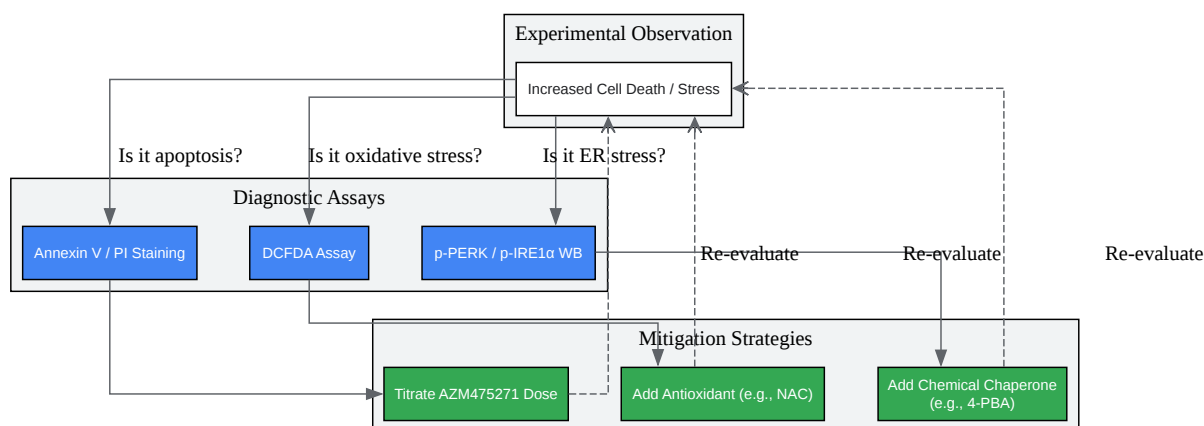 Experimental Observation
Increased Cell Death / Stress
Is it apoptosis?
Is it oxidative stress?
Is it ER stress?
Diagnostic Assays
Annexin V / PI Staining
DCFDA Assay
p-PERK / p-IRE1α WB
Re-evaluate
Re-evaluate
Re-evaluate
Mitigation Strategies
Titrate AZM475271 Dose
Add Antioxidant (e.g., NAC)
Add Chemical Chaperone
(e.g., 4-PBA)